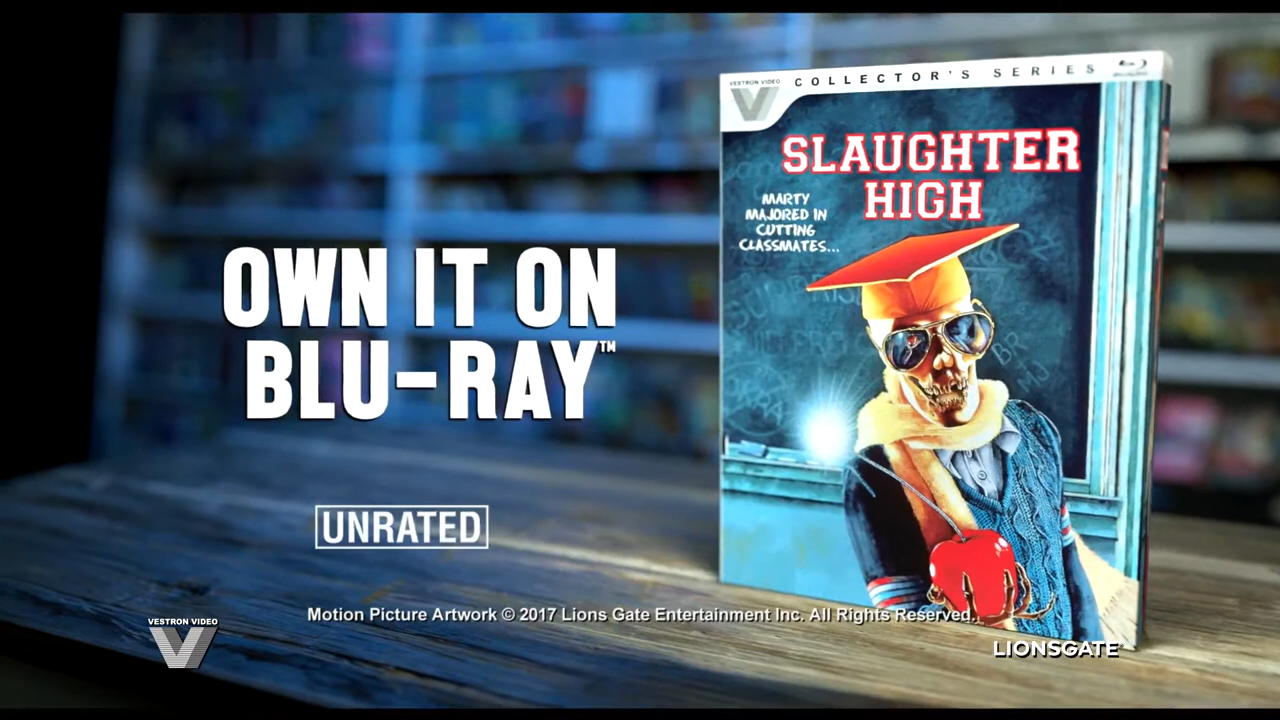 VESTRON VIDEO
COLLECTOR'S SERIES
SLAUGHTER
HIGH
MARTY
MAJORED IN
CUTTING
CLASSMATES...
OWN IT ON
BLU-RAY™
UNRATED
Motion Picture Artwork © 2017 Lions Gate Entertainment Inc. All Rights Reserved.
VESTRON VIDEO
V
LIONSGATE